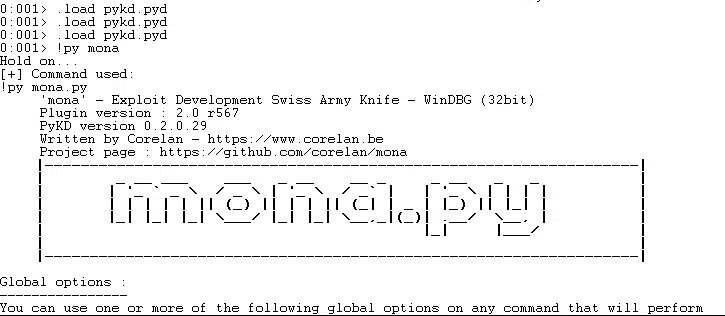 0:001> .load pykd.pyd
0:001> .load pykd.pyd
0:001> .load pykd.pyd
0:001> !py mona
Hold on...
[+] Command used:
!py mona.py
'mona' - Exploit Development Swiss Army Knife - WinDBG (32bit)
Plugin version : 2.0 r567
PyKD version 0.2.0.29
Written by Corelan - https://www.corelan.be
Project page : https://github.com/corelan/mona
mona.py
Global options :
----------------
You can use one or more of the following global options on any command that will perform